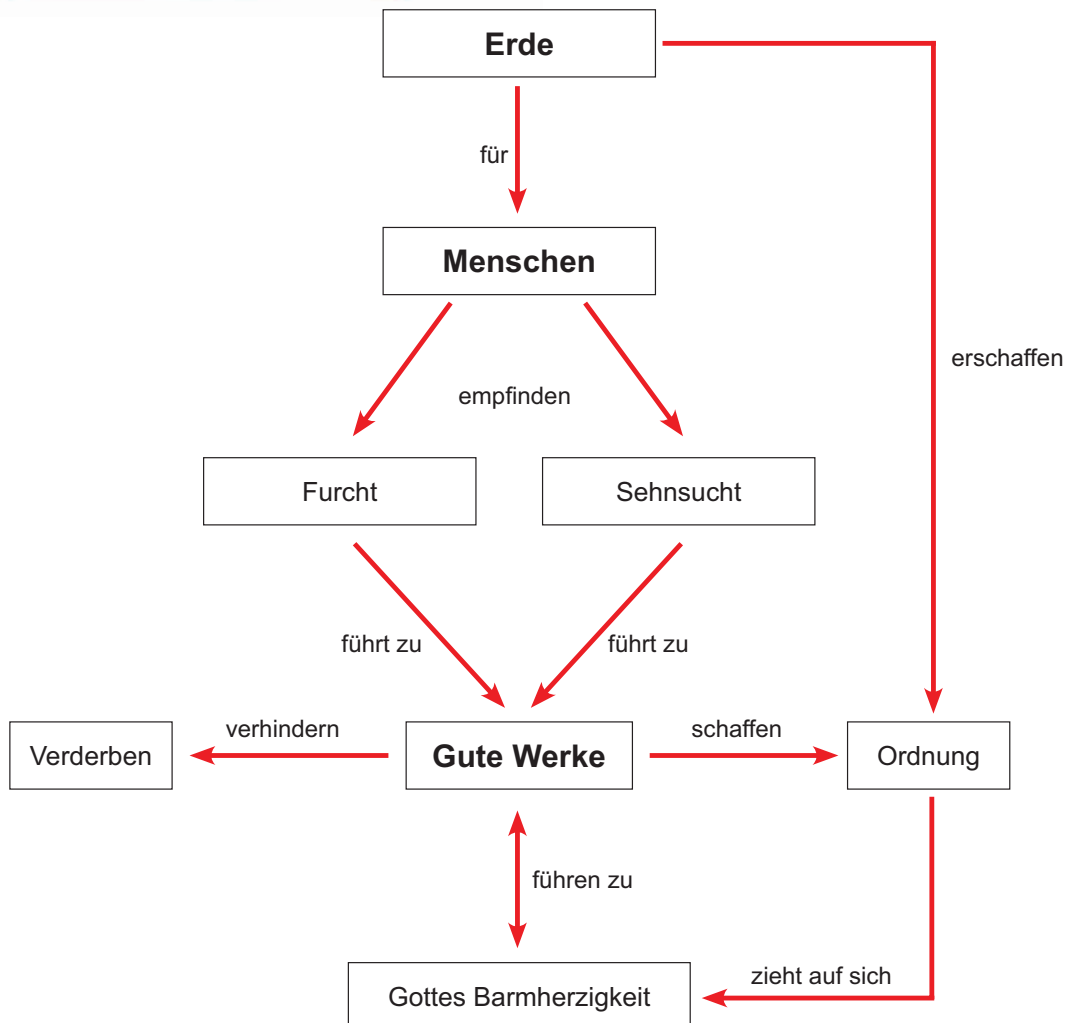 Erde
für
Menschen
erschaffen
empfinden
Furcht
Sehnsucht
führt zu
führt zu
verhindern
schaffen
Verderben
Gute Werke
Ordnung
führen zu
zieht auf sich
Gottes Barmherzigkeit